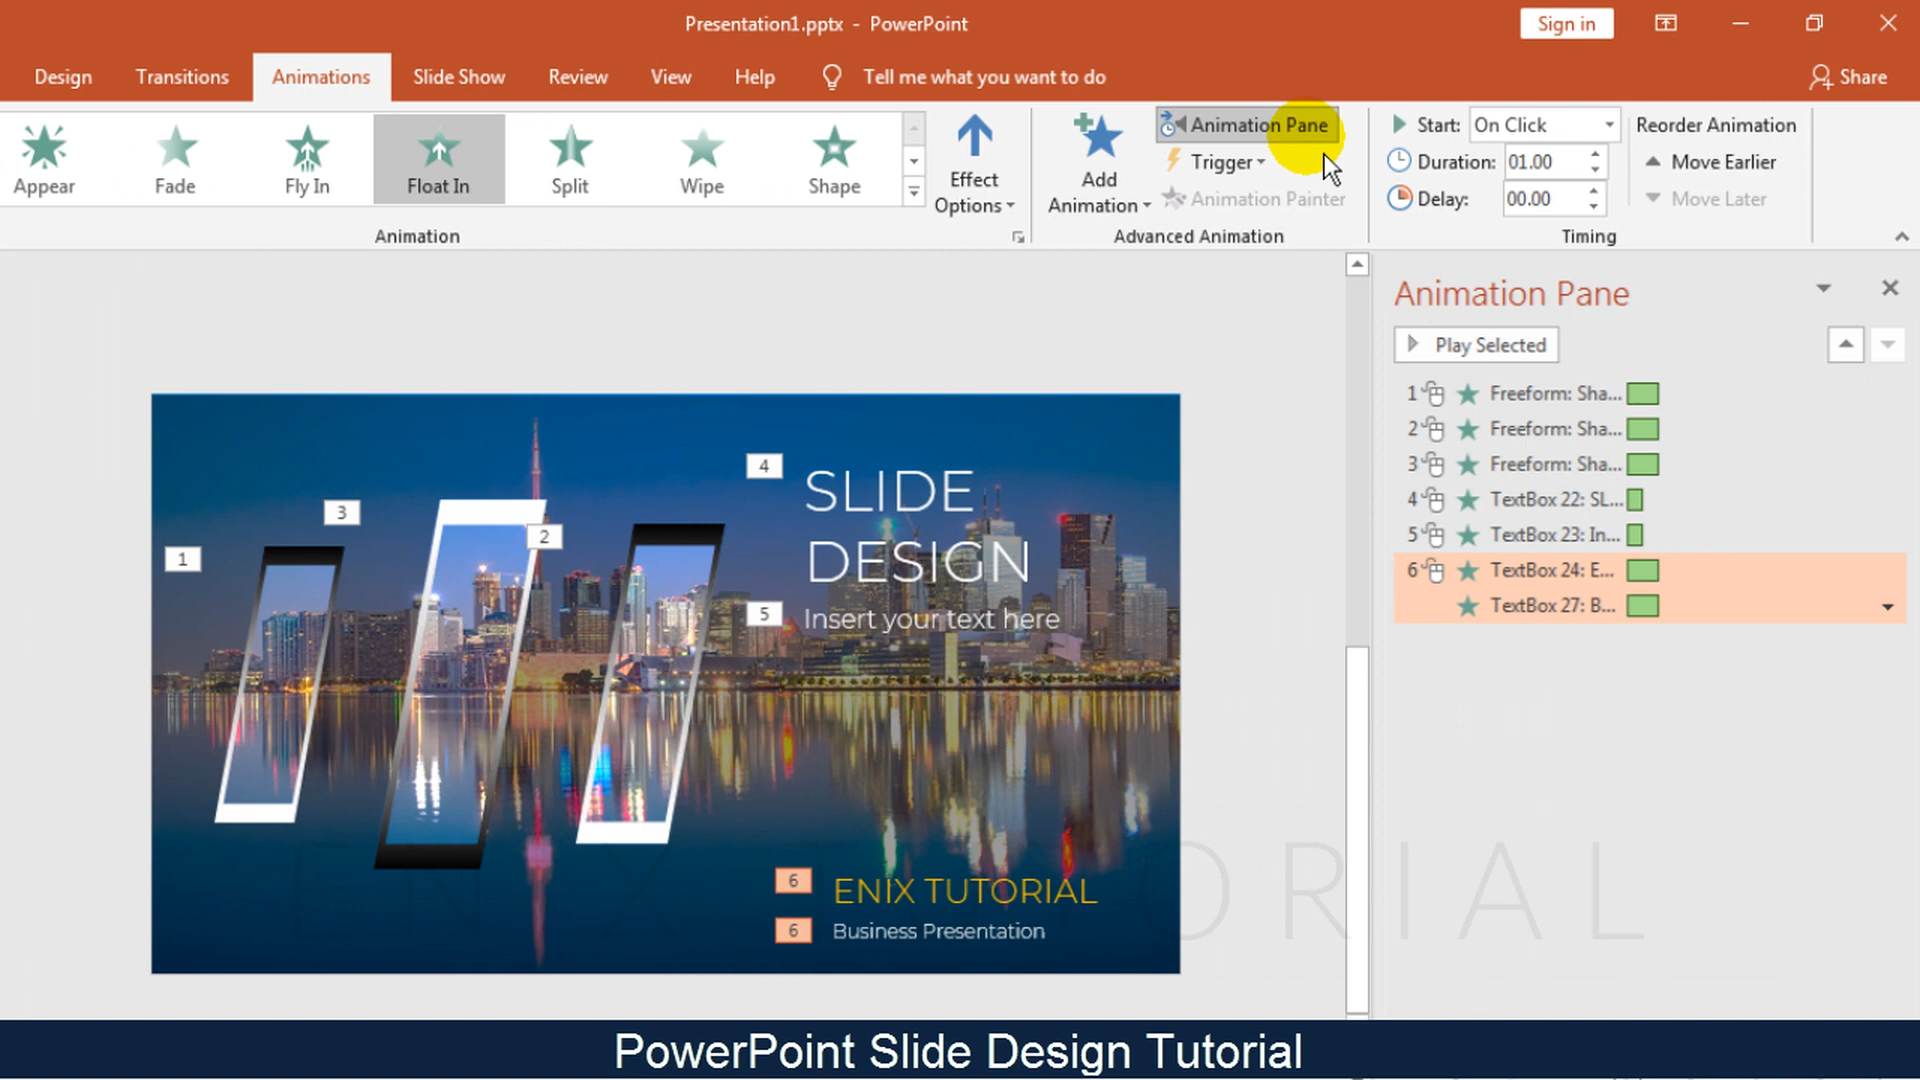 Presentation1.pptx - PowerPoint
Sign in
Design Transitions Animations Slide Show Review View Help Tell me what you want to do Share
Appear Fade Fly In Float In Split Wipe Shape
Effect Options
Add Animation
Animation Pane
Trigger
Animation Painter
Start: On Click
Duration: 01.00
Delay: 00.00
Reorder Animation
Move Earlier
Move Later
Animation Advanced Animation Timing
Animation Pane
Play Selected
1 Freeform: Sha...
2 Freeform: Sha...
3 Freeform: Sha...
4 TextBox 22: SL...
5 TextBox 23: In...
6 TextBox 24: E...
TextBox 27: B...
1
3
2
4
SLIDE
DESIGN
5
Insert your text here
6
ENIX TUTORIAL
6
Business Presentation
ENIX TUTORIAL
PowerPoint Slide Design Tutorial